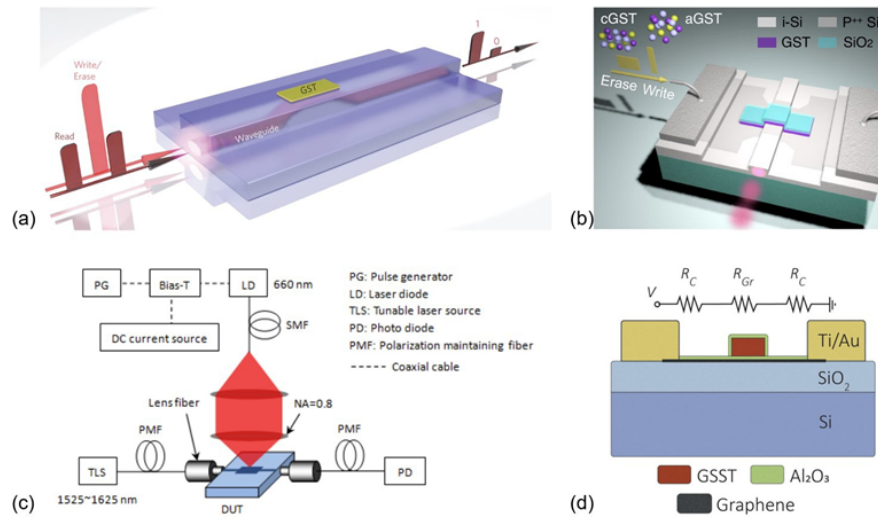 1
0
Write/
Erase
Read
GST
Waveguide
(a)
cGST
aGST
i-Si
P++ Si
GST
SiO2
Erase
Write
(b)
PG
Bias-T
LD
660 nm
DC current source
SMF
PG: Pulse generator
LD: Laser diode
TLS: Tunable laser source
PD: Photo diode
PMF: Polarization maintaining fiber
Coaxial cable
Lens fiber
NA=0.8
PMF
PMF
TLS
PD
1525~1625 nm
DUT
(c)
V
RC
RGr
RC
Ti/Au
SiO2
Si
GSST
Al2O3
Graphene
(d)